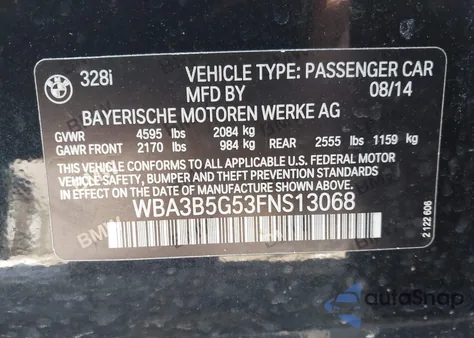 328i VEHICLE TYPE: PASSENGER CAR
MFD BY 08/14
BAYERISCHE MOTOREN WERKE AG
GVWR 4595 lbs 2084 kg
GAWR FRONT 2170 lbs 984 kg REAR 2555 lbs 1159 kg
THIS VEHICLE CONFORMS TO ALL APPLICABLE U.S. FEDERAL MOTOR
VEHICLE SAFETY, BUMPER AND THEFT PREVENTION STANDARDS
IN EFFECT ON THE DATE OF MANUFACTURE SHOWN ABOVE.
WBA3B5G53FNS13068
2 122 606
BMW
autoSnap